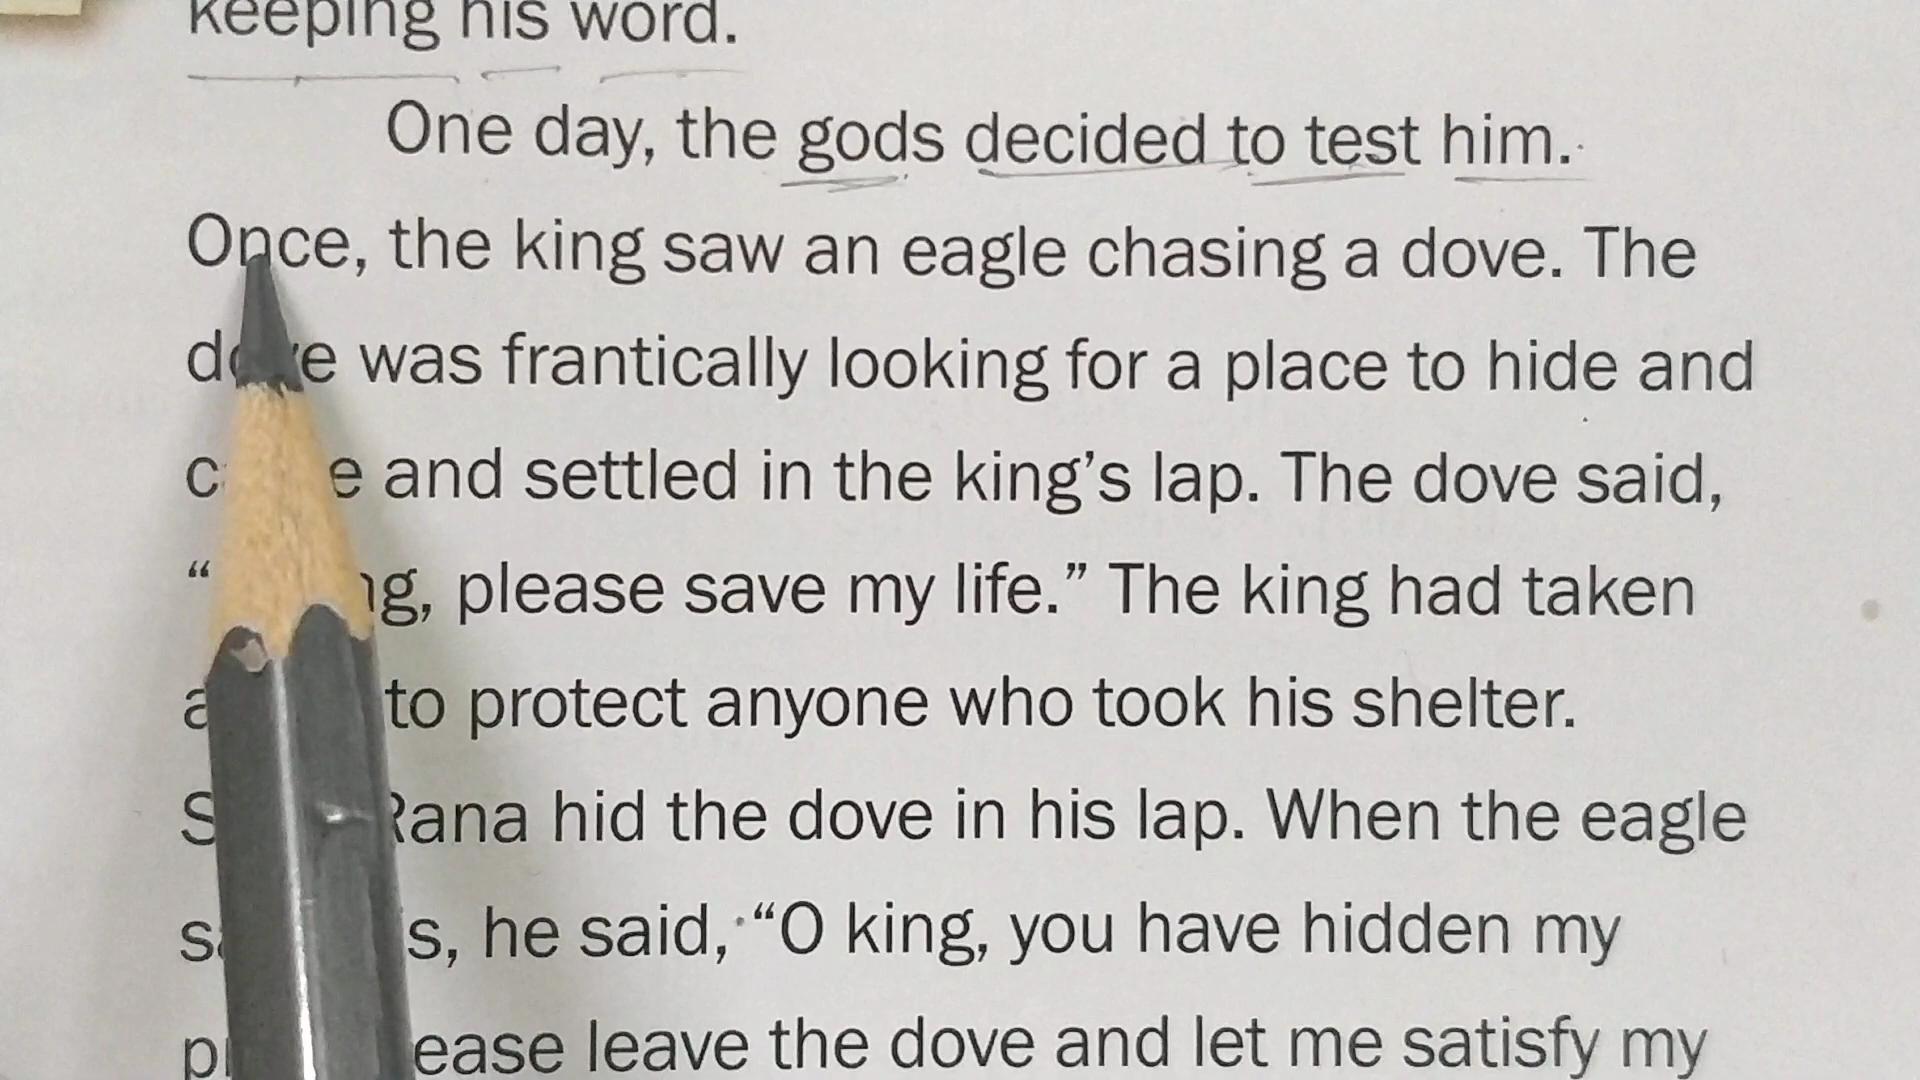 keeping his word.
One day, the gods decided to test him.
Once, the king saw an eagle chasing a dove. The
was frantically looking for a place to hide and
and settled in the king's lap. The dove said,
please save my life.” The king had taken
to protect anyone who took his shelter.
Rana hid the dove in his lap. When the eagle
he said, “O king, you have hidden my
leave the dove and let me satisfy my